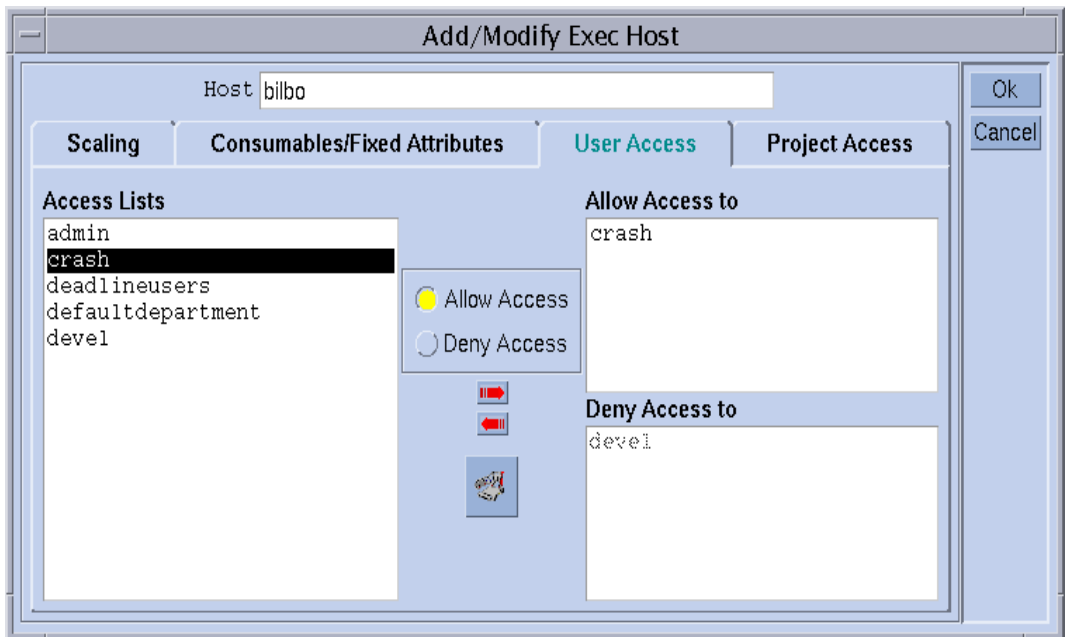 Add/Modify Exec Host
Host bilbo
Ok
Cancel
Scaling
Consumables/Fixed Attributes
User Access
Project Access
Access Lists
admin
crash
deadlineusers
defaultdepartment
devel
Allow Access
Deny Access
Allow Access to
crash
Deny Access to
devel